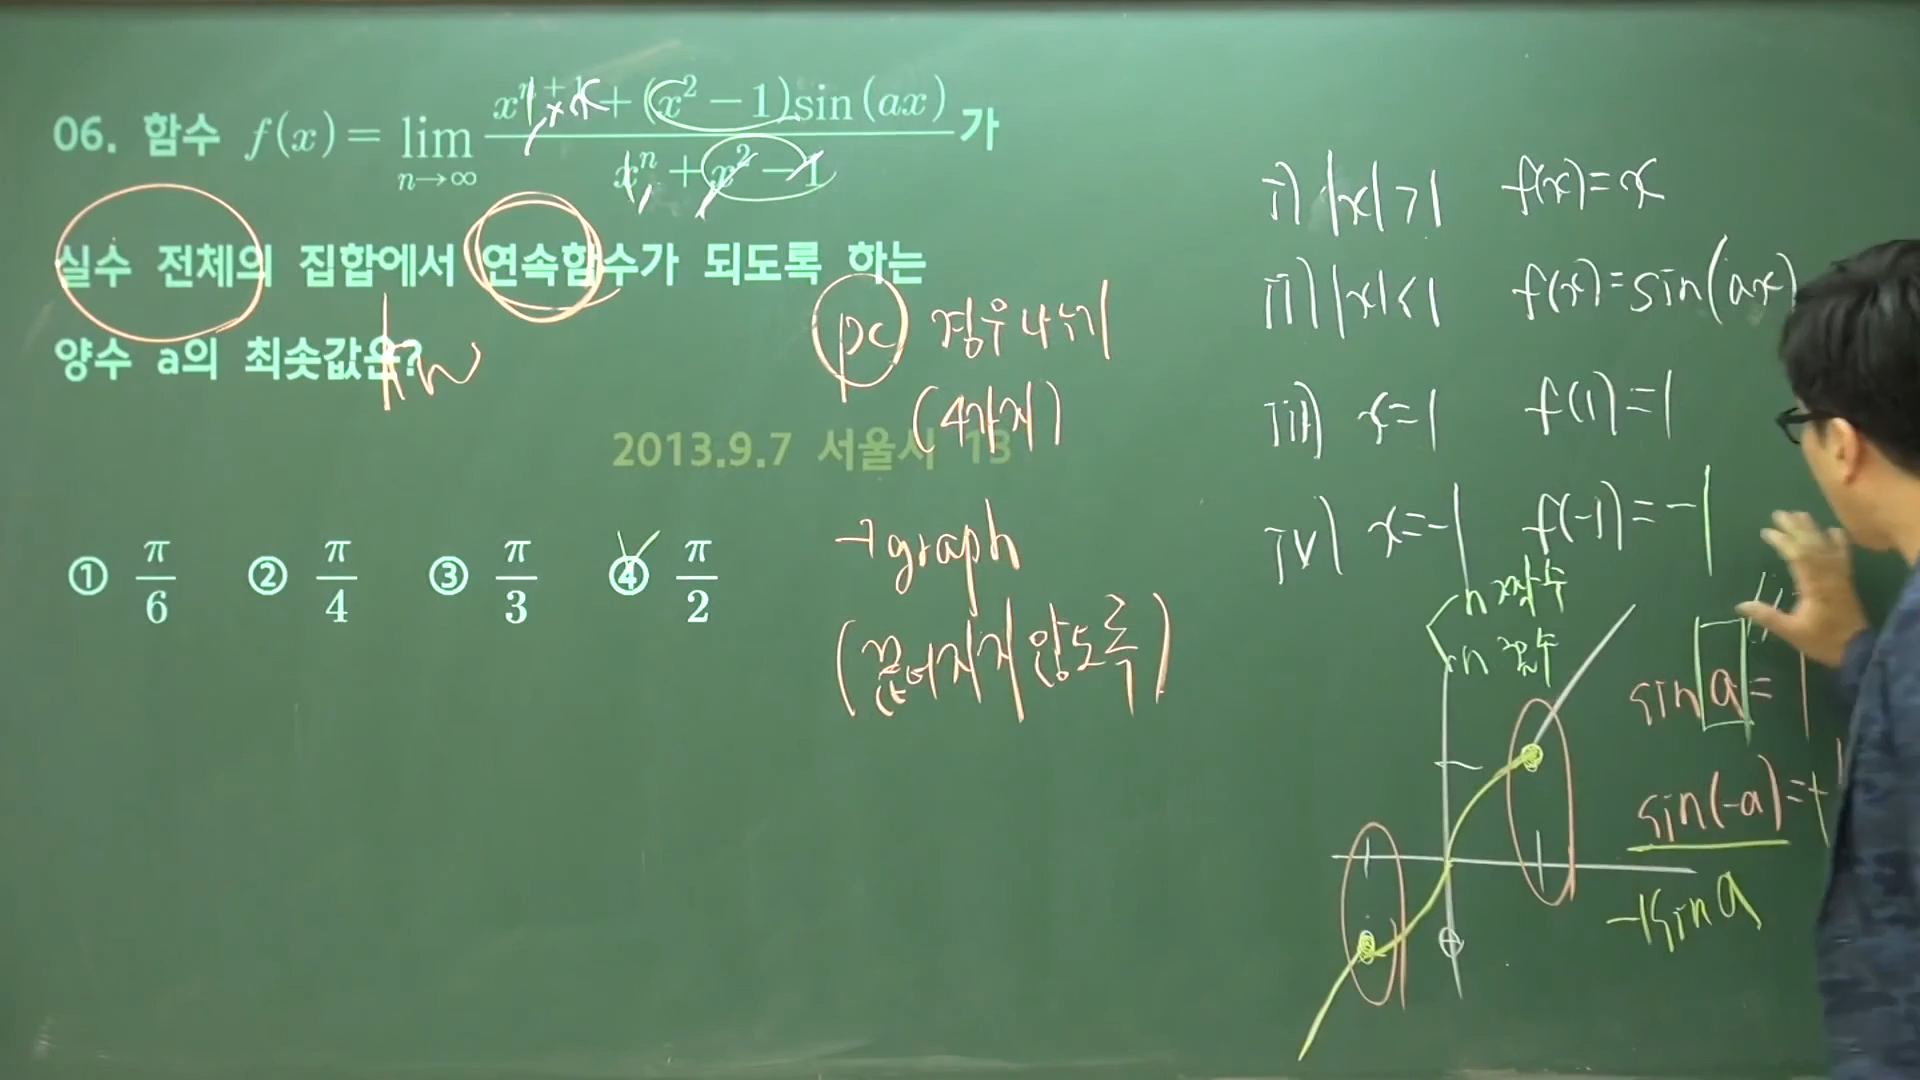 06. 함수 f(x) = lim n→∞ (x^(n+1) + (x² − 1)sin(ax)) / (x^n + x² − 1) 가
실수 전체의 집합에서 연속함수가 되도록 하는
양수 a의 최솟값은?
2013.9.7 서울시 13
① π/6 ② π/4 ③ π/3 ④ π/2
pc 경우나누기
(4가지)
→ graph
(끊어지지 않도록)
i) |x| > 1 f(x) = x
ii) |x| < 1 f(x) = sin(ax)
iii) x = 1 f(1) = 1
iv) x = -1 f(-1) = -1
n 짝수
n 홀수
sin a = 1
sin(-a) = +
-sin a